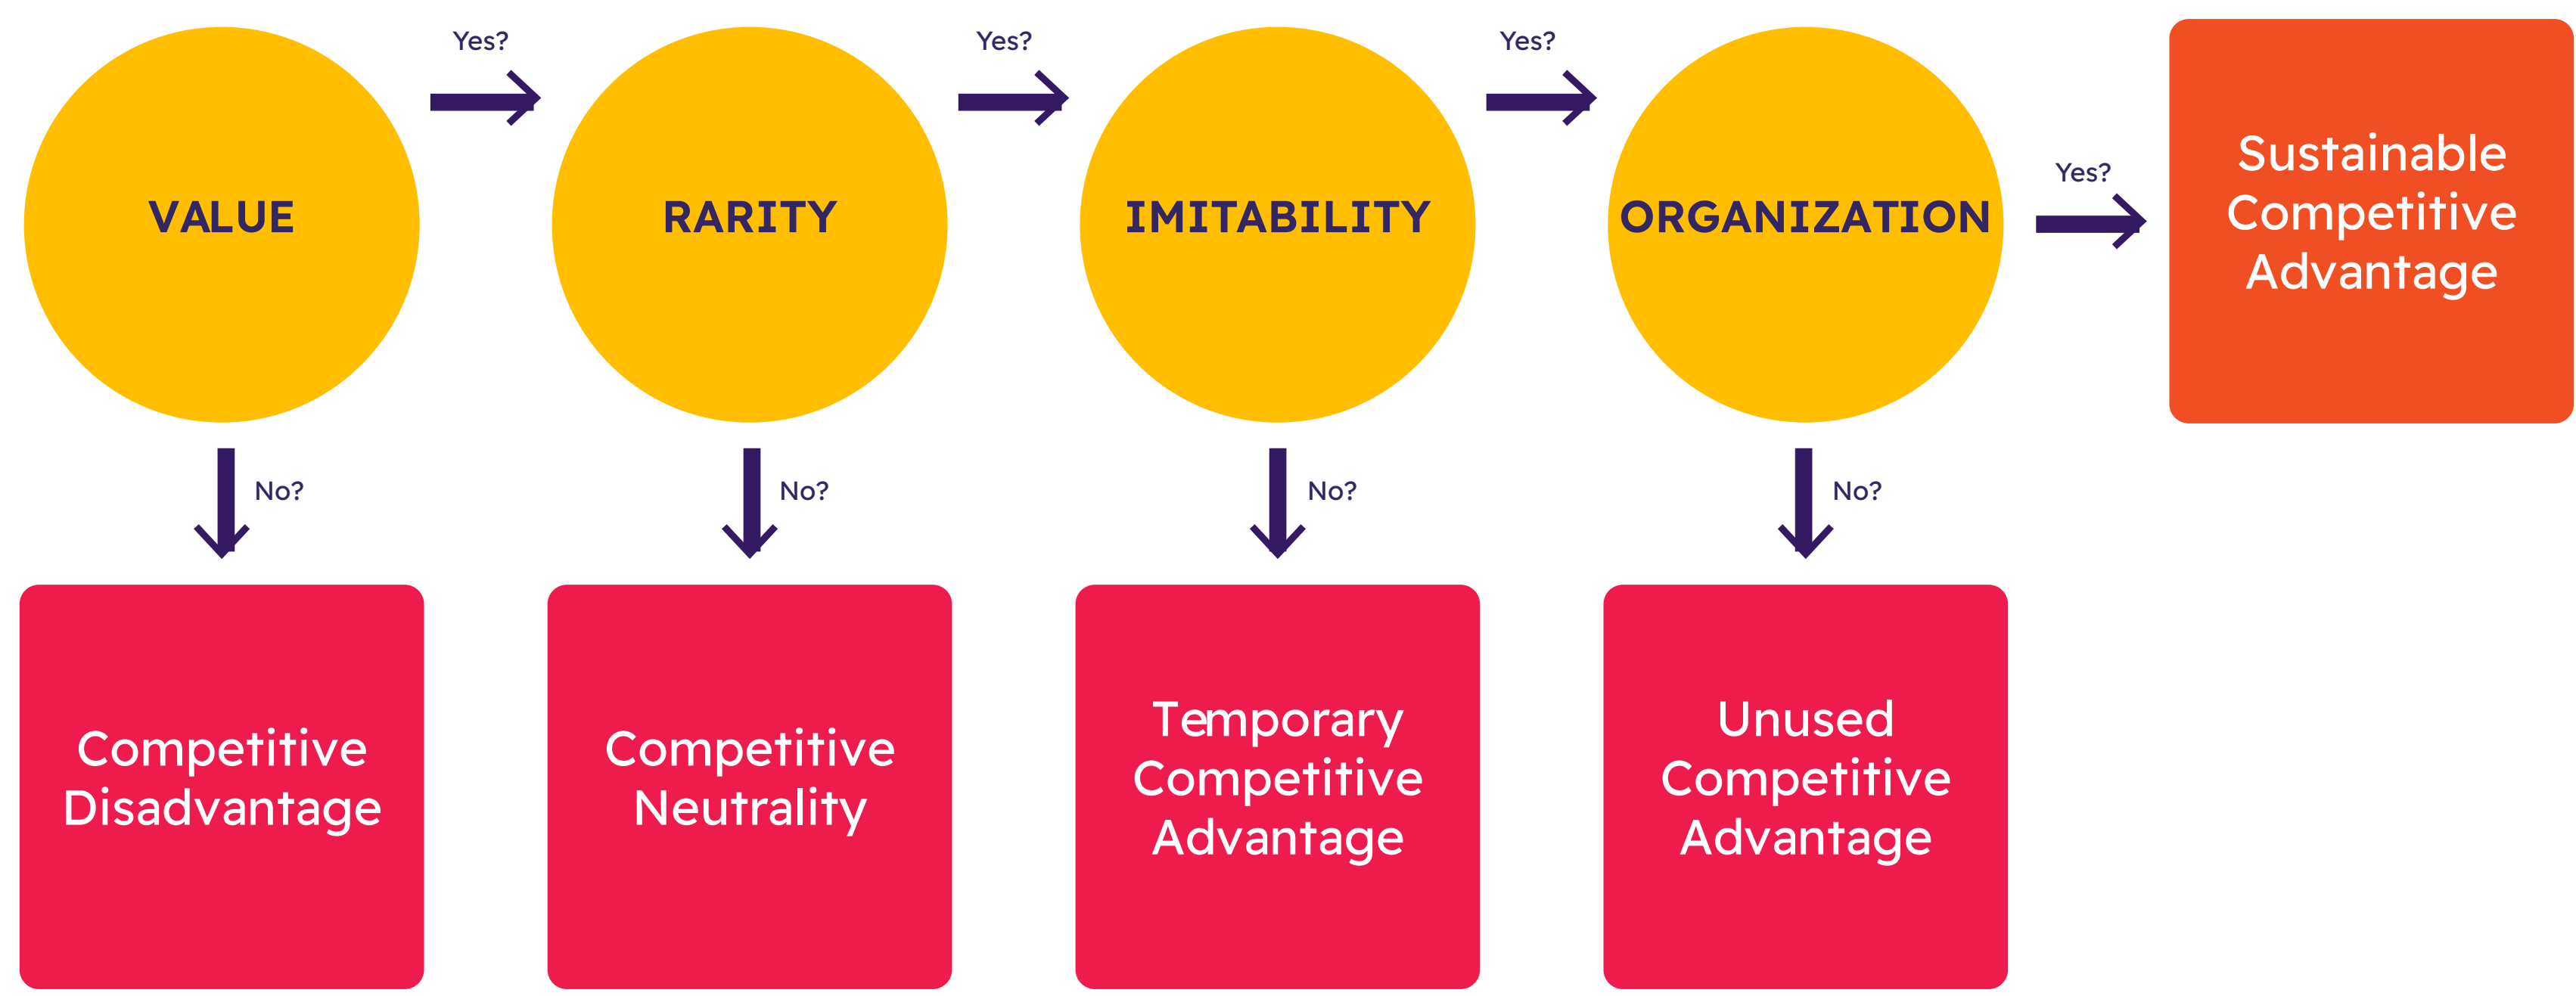 Yes?
Yes?
Yes?
VALUE
RARITY
IMITABILITY
ORGANIZATION
Yes?
Sustainable
Competitive
Advantage
No?
No?
No?
No?
Competitive
Disadvantage
Competitive
Neutrality
Temporary
Competitive
Advantage
Unused
Competitive
Advantage